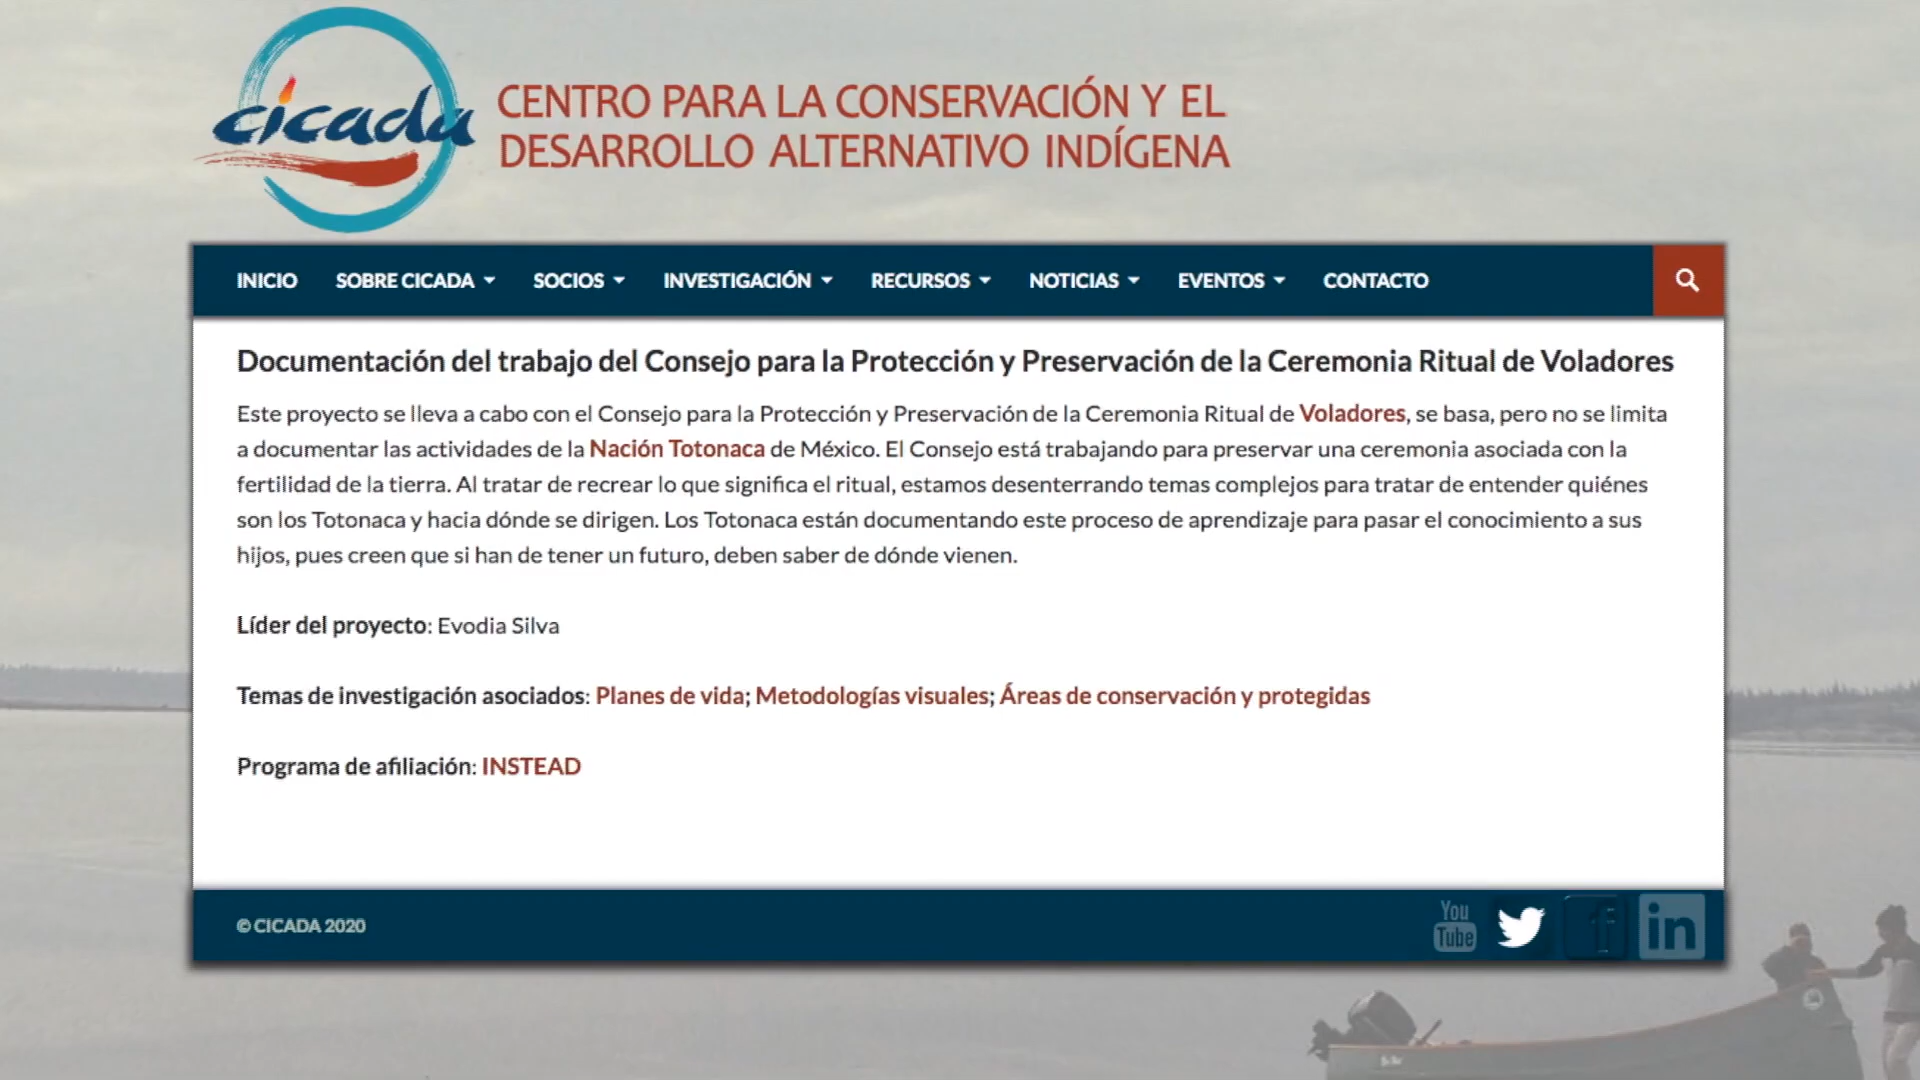 cicada
CENTRO PARA LA CONSERVACIÓN Y EL
DESARROLLO ALTERNATIVO INDÍGENA
INICIO SOBRE CICADA SOCIOS INVESTIGACIÓN RECURSOS NOTICIAS EVENTOS CONTACTO
Documentación del trabajo del Consejo para la Protección y Preservación de la Ceremonia Ritual de Voladores
Este proyecto se lleva a cabo con el Consejo para la Protección y Preservación de la Ceremonia Ritual de Voladores, se basa, pero no se limita
a documentar las actividades de la Nación Totonaca de México. El Consejo está trabajando para preservar una ceremonia asociada con la
fertilidad de la tierra. Al tratar de recrear lo que significa el ritual, estamos desenterrando temas complejos para tratar de entender quiénes
son los Totonaca y hacia dónde se dirigen. Los Totonaca están documentando este proceso de aprendizaje para pasar el conocimiento a sus
hijos, pues creen que si han de tener un futuro, deben saber de dónde vienen.
Líder del proyecto: Evodia Silva
Temas de investigación asociados: Planes de vida; Metodologías visuales; Áreas de conservación y protegidas
Programa de afiliación: INSTEAD
© CICADA 2020
You
Tube
f
in